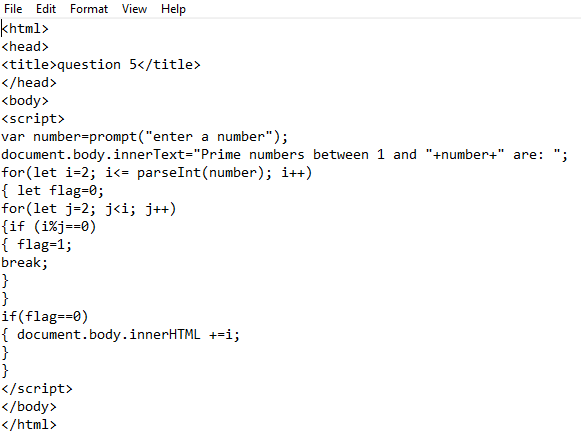 File Edit Format View Help
<html>
<head>
<title>question 5</title>
</head>
<body>
<script>
var number=prompt("enter a number");
document.body.innerText="Prime numbers between 1 and "+number+" are: ";
for(let i=2; i<= parseInt(number); i++)
{ let flag=0;
for(let j=2; j<i; j++)
{if (i%j==0)
{ flag=1;
break;
}
}
if(flag==0)
{ document.body.innerHTML +=i;
}
}
</script>
</body>
</html>